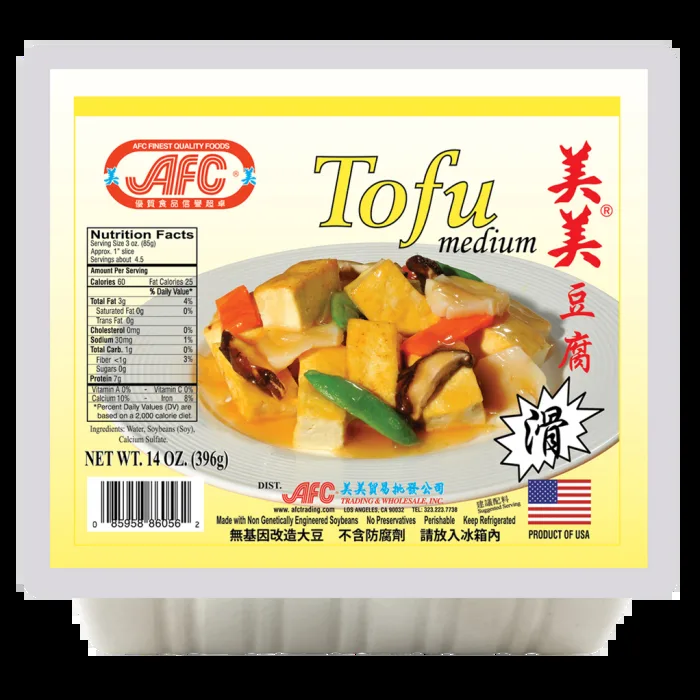 AFC FINEST QUALITY FOODS
美 AFC ® 美
優質食品信譽超卓
Tofu
medium
美美®
豆腐
滑
Nutrition Facts
Serving Size 3 oz. (85g)
Approx. 1" slice
Servings about 4.5
Amount Per Serving
Calories 60 Fat Calories 25
% Daily Value*
Total Fat 3g 4%
Saturated Fat 0g 0%
Trans Fat 0g
Cholesterol 0mg 0%
Sodium 30mg 1%
Total Carb. 1g 0%
Fiber <1g 3%
Sugars 0g
Protein 7g
Vitamin A 0% - Vitamin C 0%
Calcium 10% - Iron 8%
*Percent Daily Values (DV) are
based on a 2,000 calorie diet.
Ingredients: Water, Soybeans (Soy),
Calcium Sulfate.
NET WT. 14 OZ. (396g)
0 85958 86056 2
DIST. AFC 美美貿易批發公司
TRADING & WHOLESALE, INC.
www.afctrading.com LOS ANGELES, CA 90032 TEL: 323.223.7738
建議配料
Suggested Serving
Made with Non Genetically Engineered Soybeans No Preservatives Perishable Keep Refrigerated
無基因改造大豆 不含防腐劑 請放入冰箱內
PRODUCT OF USA